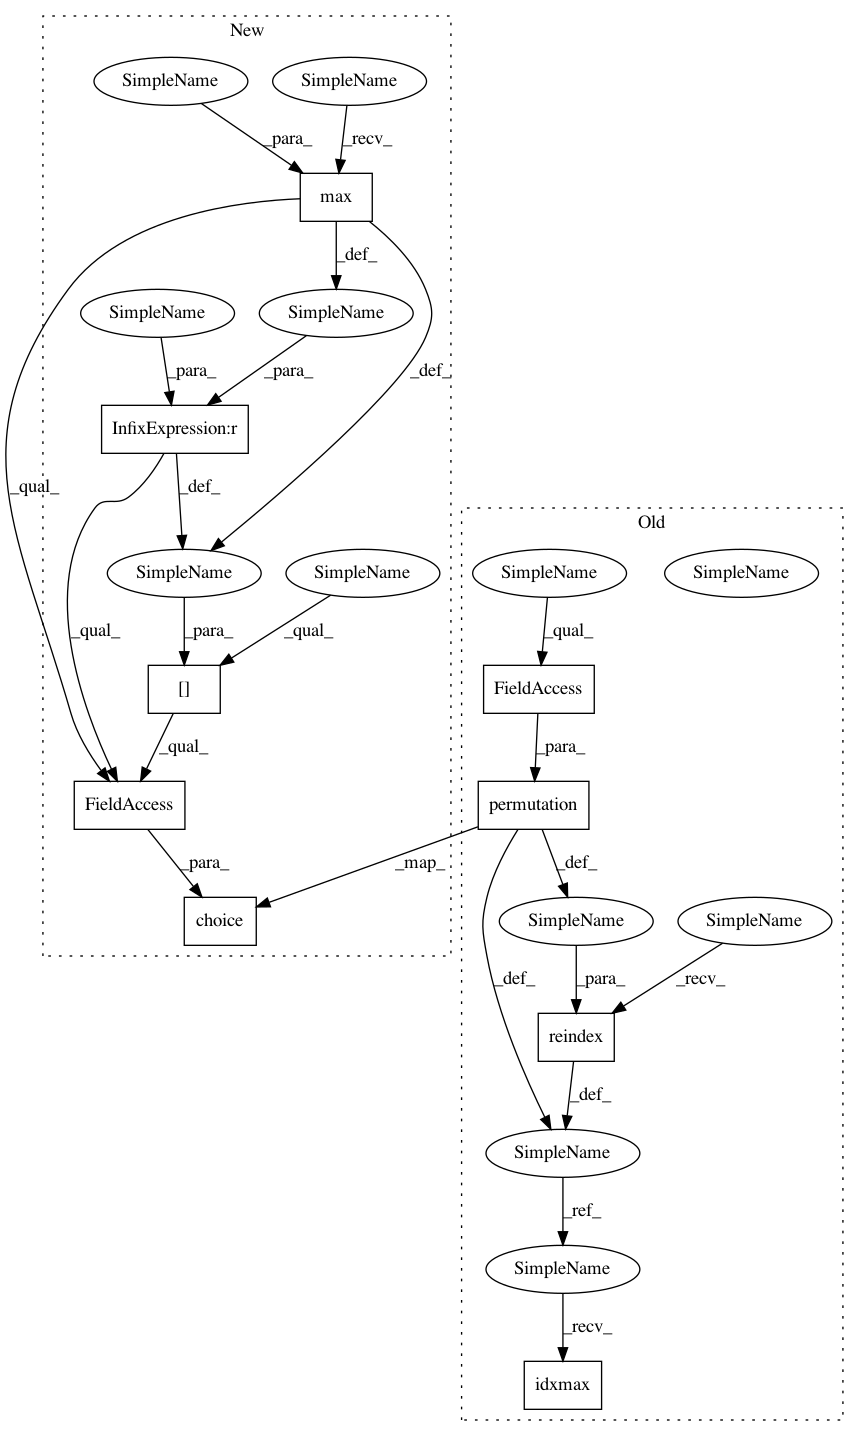 New
SimpleName SimpleName
_para_ _recv_
max
_def_
SimpleName SimpleName
_para_ _para_ _def_
InfixExpression:r
_qual_ _def_
Old
SimpleName SimpleName SimpleName SimpleName
_qual_ _para_ _qual_ _qual_
[] FieldAccess
_qual_ _para_
FieldAccess permutation
_para_ _map_ _def_
choice SimpleName SimpleName
_def_ _para_ _recv_
reindex
_def_
SimpleName
_ref_
SimpleName
_recv_
idxmax